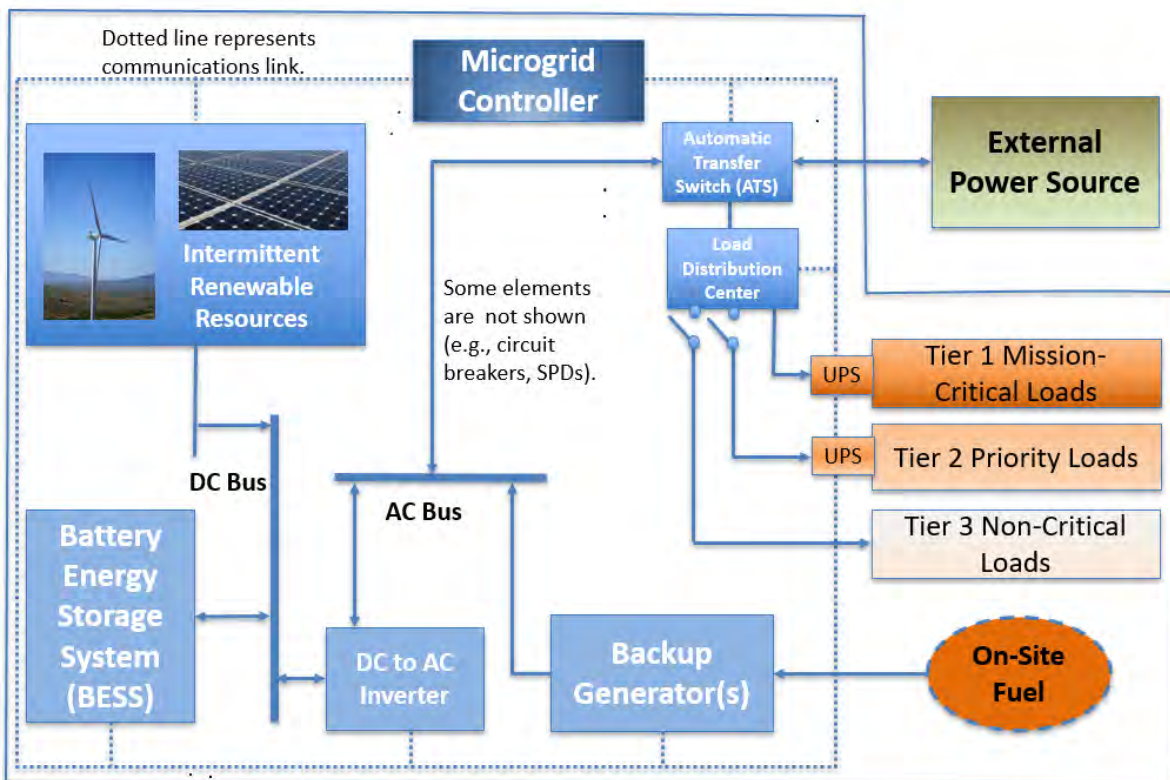 Dotted line represents
communications link.
Microgrid
Controller
Automatic
Transfer
Switch (ATS)
External
Power Source
Intermittent
Renewable
Resources
Load
Distribution
Center
Some elements
are not shown
(e.g., circuit
breakers, SPDs).
UPS
Tier 1 Mission-
Critical Loads
UPS
Tier 2 Priority Loads
DC Bus
AC Bus
Tier 3 Non-Critical
Loads
Battery
Energy
Storage
System
(BESS)
DC to AC
Inverter
Backup
Generator(s)
On-Site
Fuel